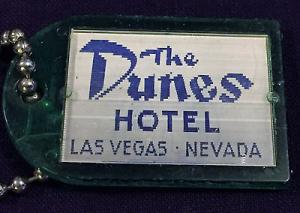 The
Dunes
HOTEL
LAS VEGAS · NEVADA